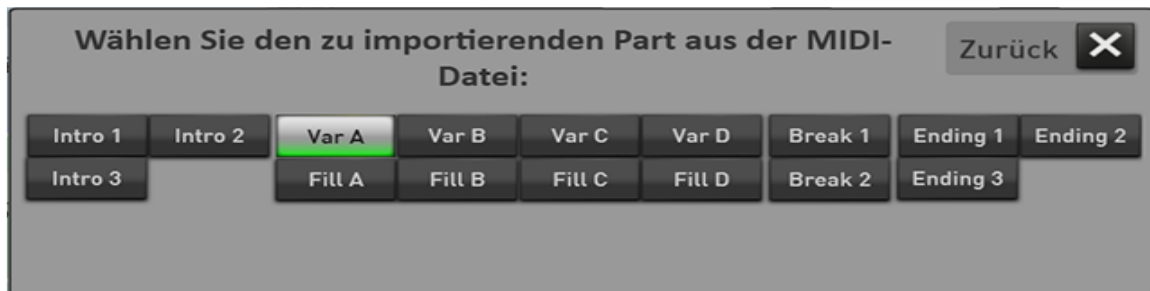 Wählen Sie den zu importierenden Part aus der MIDI-
Datei:
Zurück
Intro 1 Intro 2 Var A Var B Var C Var D Break 1 Ending 1 Ending 2
Intro 3 Fill A Fill B Fill C Fill D Break 2 Ending 3